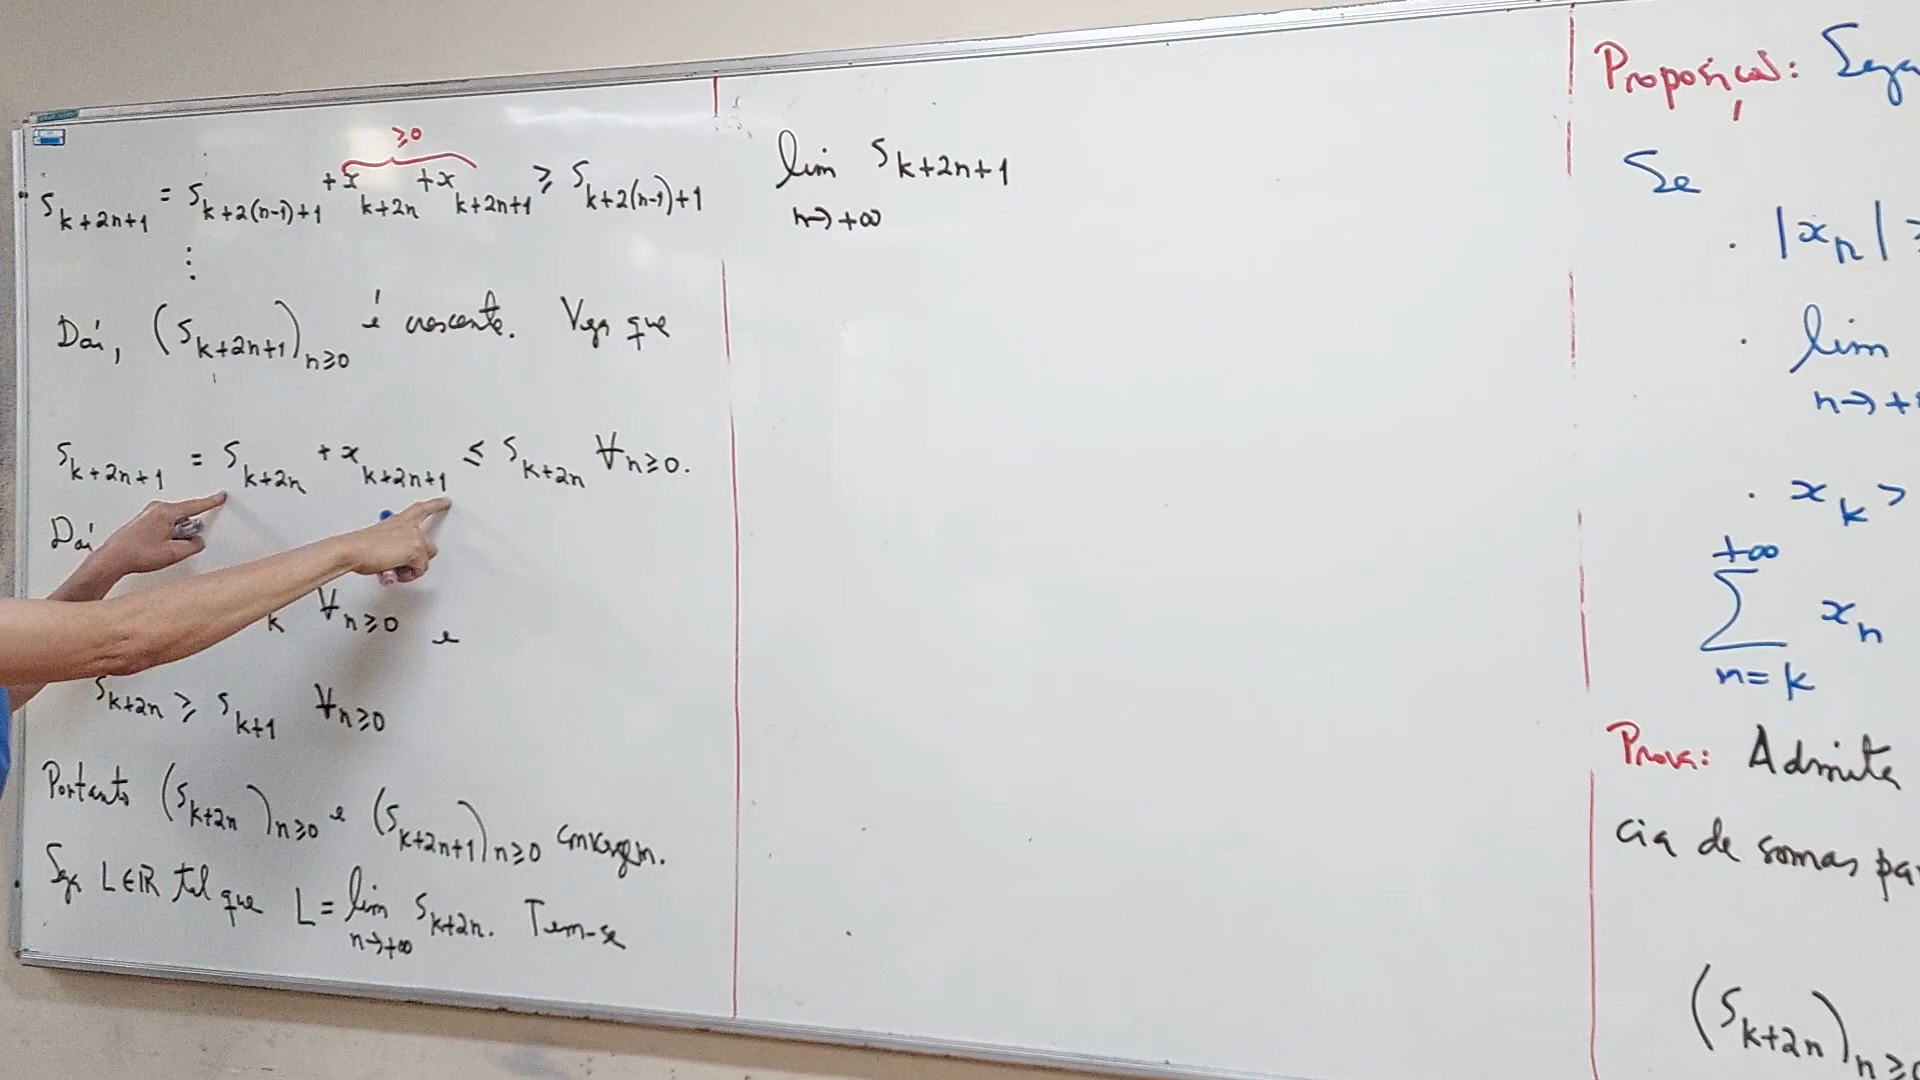 ≥0
• s_{k+2n+1} = s_{k+2(n-1)+1} + x_{k+2n} + x_{k+2n+1} ≥ s_{k+2(n-1)+1}
⋮
Daí, (s_{k+2n+1})_{n≥0} é crescente. Veja que
s_{k+2n+1} = s_{k+2n} + x_{k+2n+1} ≤ s_{k+2n} ∀n≥0.
Daí
k ∀n≥0 e
s_{k+2n} ≥ s_{k+1} ∀n≥0
Portanto (s_{k+2n})_{n≥0} e (s_{k+2n+1})_{n≥0} convergem.
Seja L∈ℝ tal que L = lim_{n→+∞} s_{k+2n}. Tem-se
lim_{n→+∞} s_{k+2n+1}
Proposição: Seja
Se
• |x_n| ≥
• lim
n→+
• x_k >
+∞
∑ x_n
n=k
Prova: Admita
cia de somas pa
(s_{k+2n})_{n≥0}